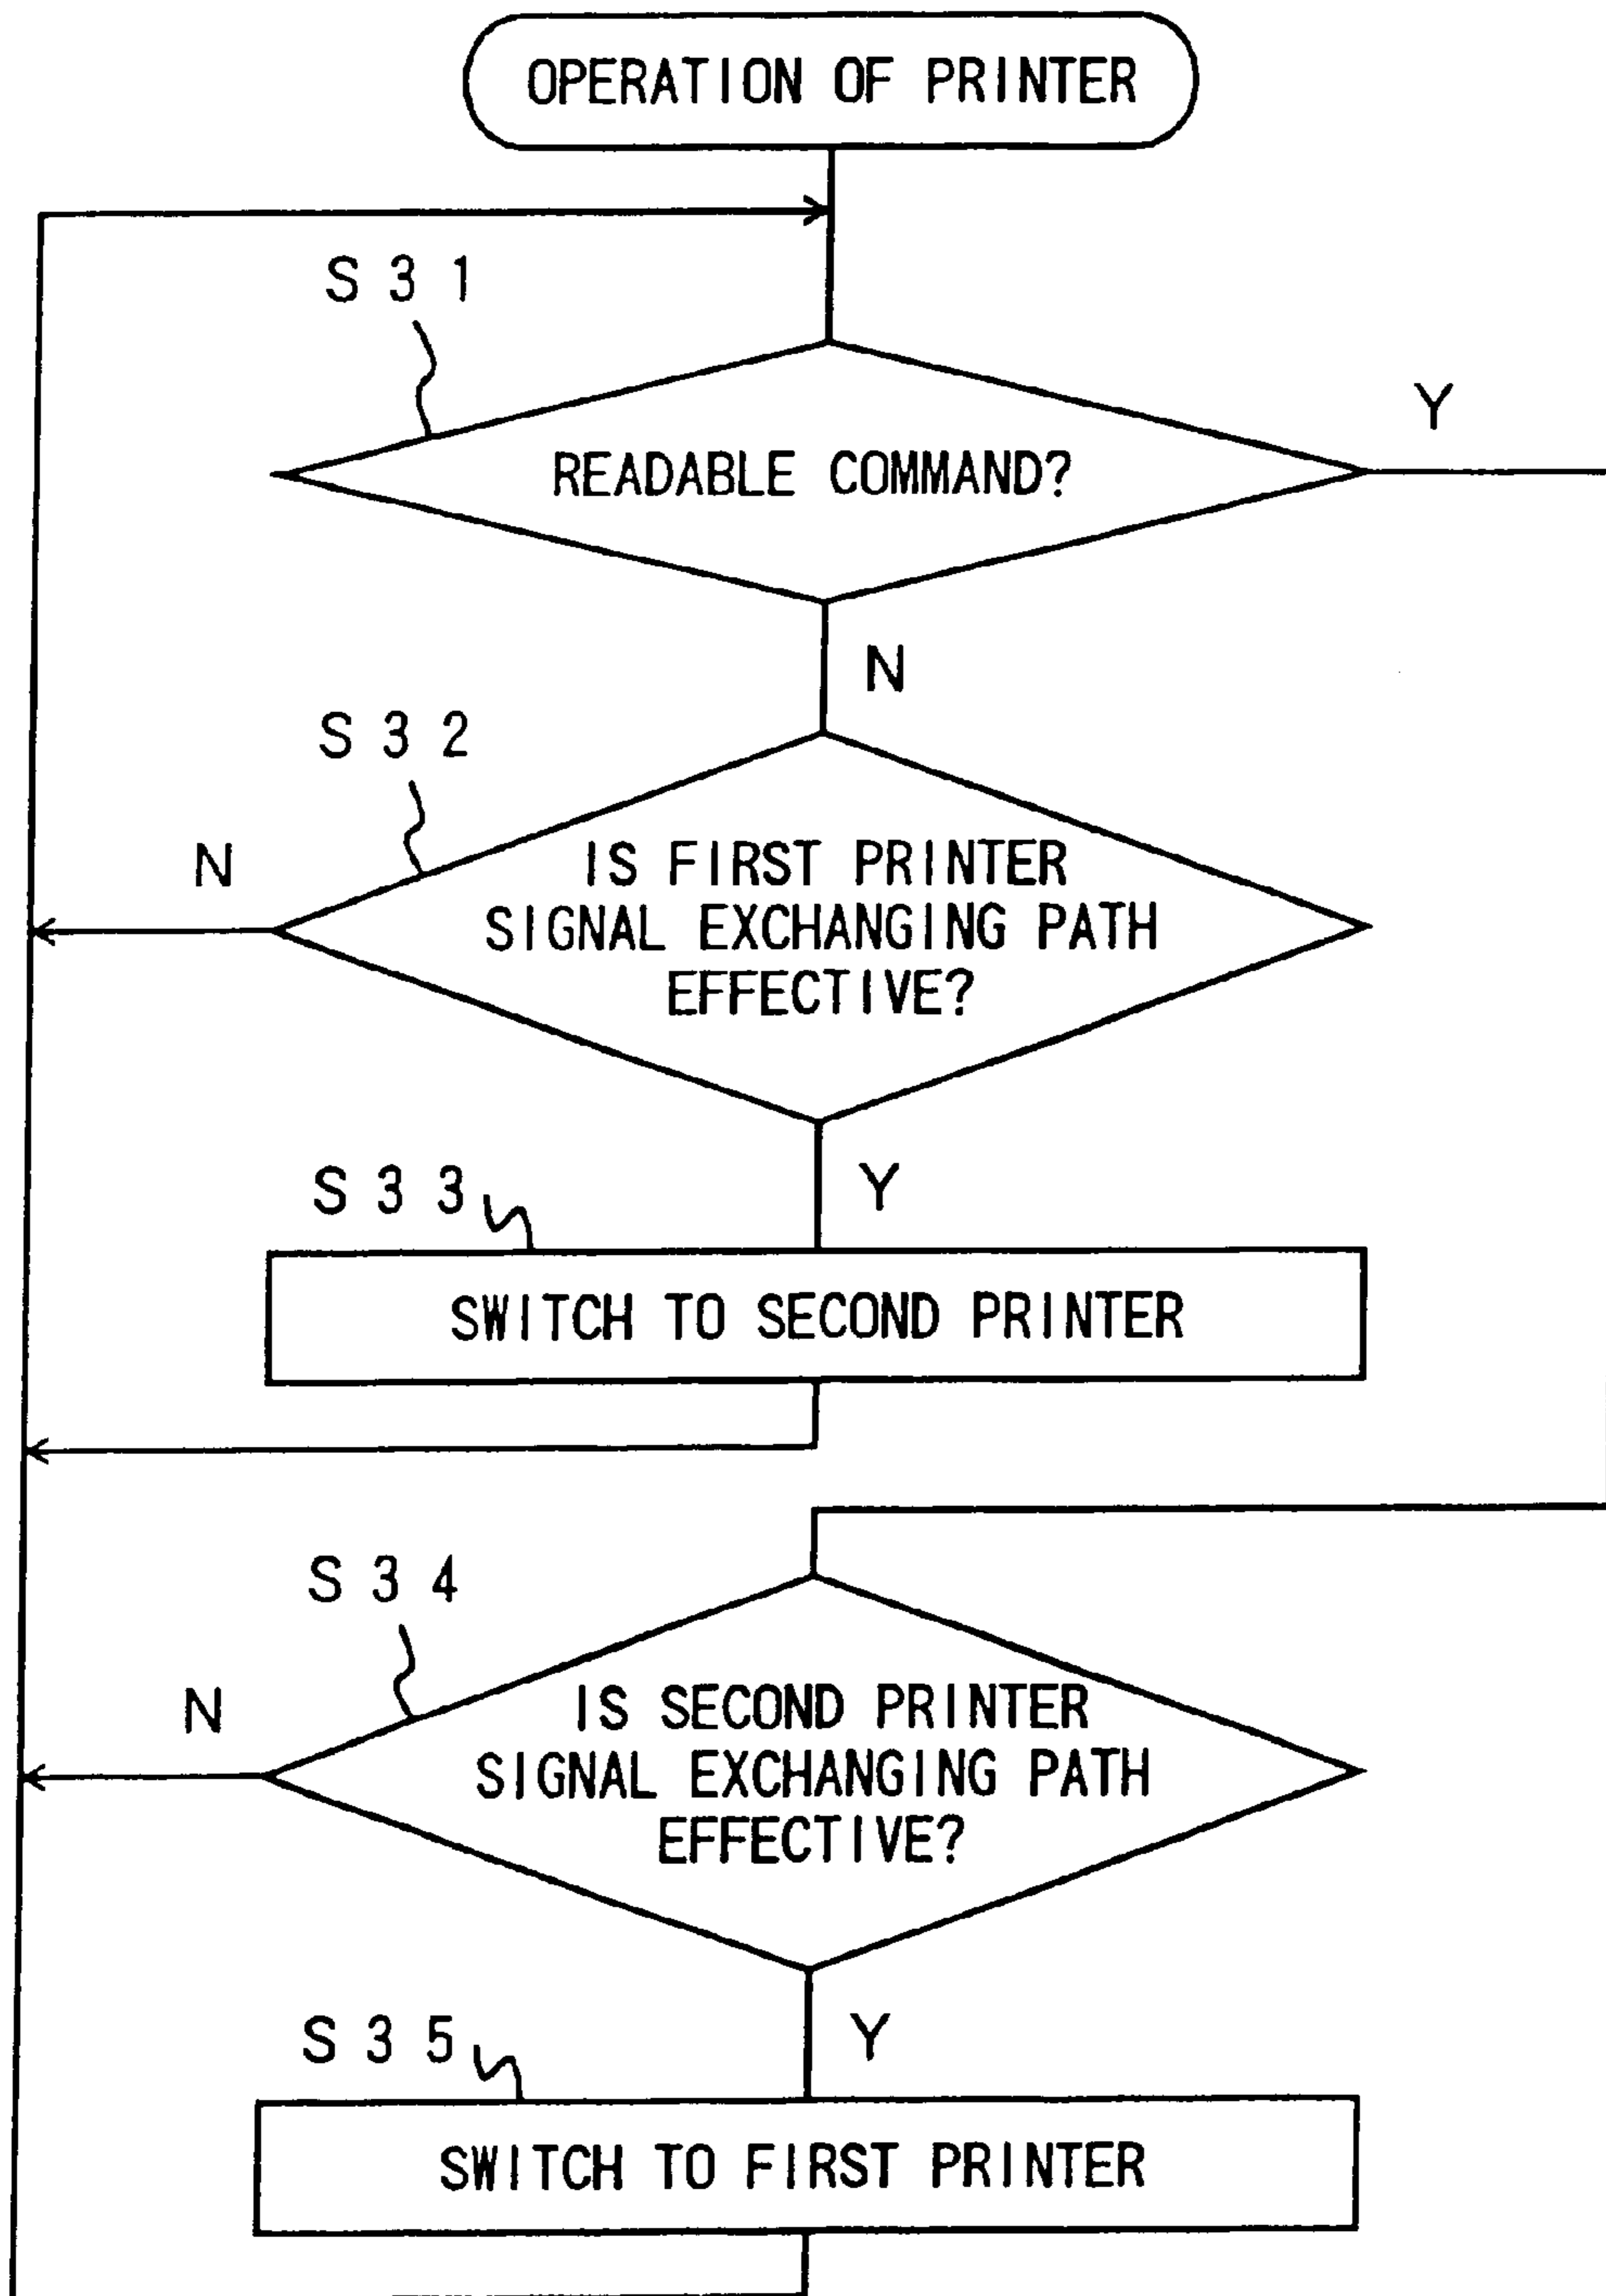 OPERATION OF PRINTER
S31
Y
READABLE COMMAND?
N
S32
N
IS FIRST PRINTER
SIGNAL EXCHANGING PATH
EFFECTIVE?
S33
Y
SWITCH TO SECOND PRINTER
S34
N
IS SECOND PRINTER
SIGNAL EXCHANGING PATH
EFFECTIVE?
S35
Y
SWITCH TO FIRST PRINTER